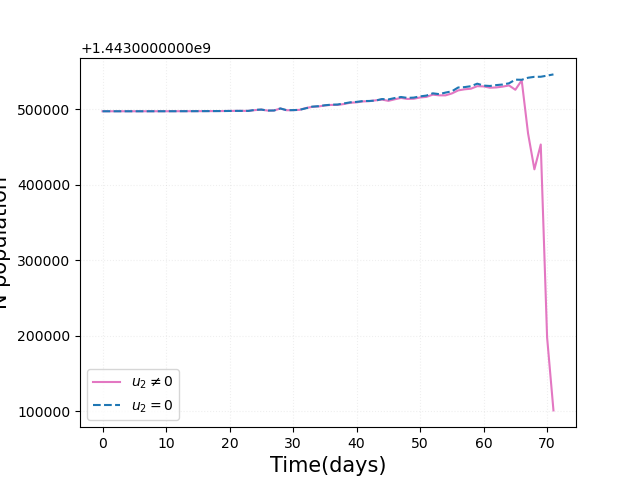 +1.4430000000e9
500000
400000
300000
200000
100000
N population
u₂ ≠ 0
u₂ = 0
0 10 20 30 40 50 60 70
Time(days)